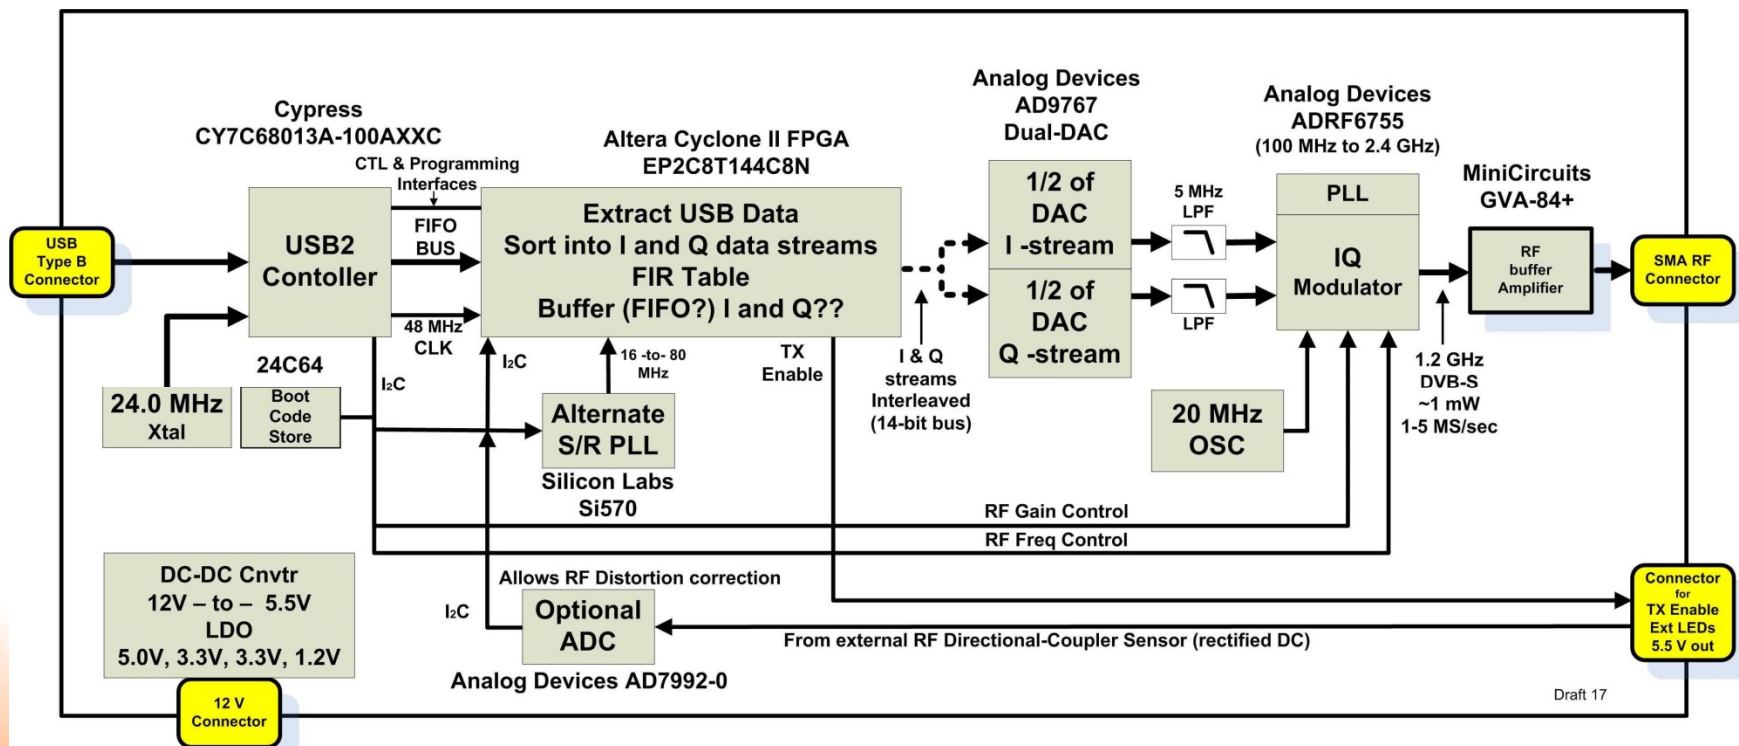 Cypress
CY7C68013A-100AXXC
CTL & Programming
Interfaces
Altera Cyclone II FPGA
EP2C8T144C8N
Analog Devices
AD9767
Dual-DAC
Analog Devices
ADRF6755
(100 MHz to 2.4 GHz)
MiniCircuits
GVA-84+
USB
Type B
Connector
USB2
Contoller
FIFO
BUS
48 MHz
CLK
Extract USB Data
Sort into I and Q data streams
FIR Table
Buffer (FIFO?) I and Q??
1/2 of
DAC
I -stream
1/2 of
DAC
Q -stream
5 MHz
LPF
LPF
PLL
IQ
Modulator
RF
buffer
Amplifier
SMA RF
Connector
24.0 MHz
Xtal
24C64
Boot
Code
Store
I2C
I2C
16 -to- 80
MHz
TX
Enable
I & Q
streams
Interleaved
(14-bit bus)
Alternate
S/R PLL
Silicon Labs
Si570
20 MHz
OSC
1.2 GHz
DVB-S
~1 mW
1-5 MS/sec
RF Gain Control
RF Freq Control
DC-DC Cnvtr
12V – to – 5.5V
LDO
5.0V, 3.3V, 3.3V, 1.2V
12 V
Connector
Allows RF Distortion correction
I2C
Optional
ADC
Analog Devices AD7992-0
From external RF Directional-Coupler Sensor (rectified DC)
Connector
for
TX Enable
Ext LEDs
5.5 V out
Draft 17